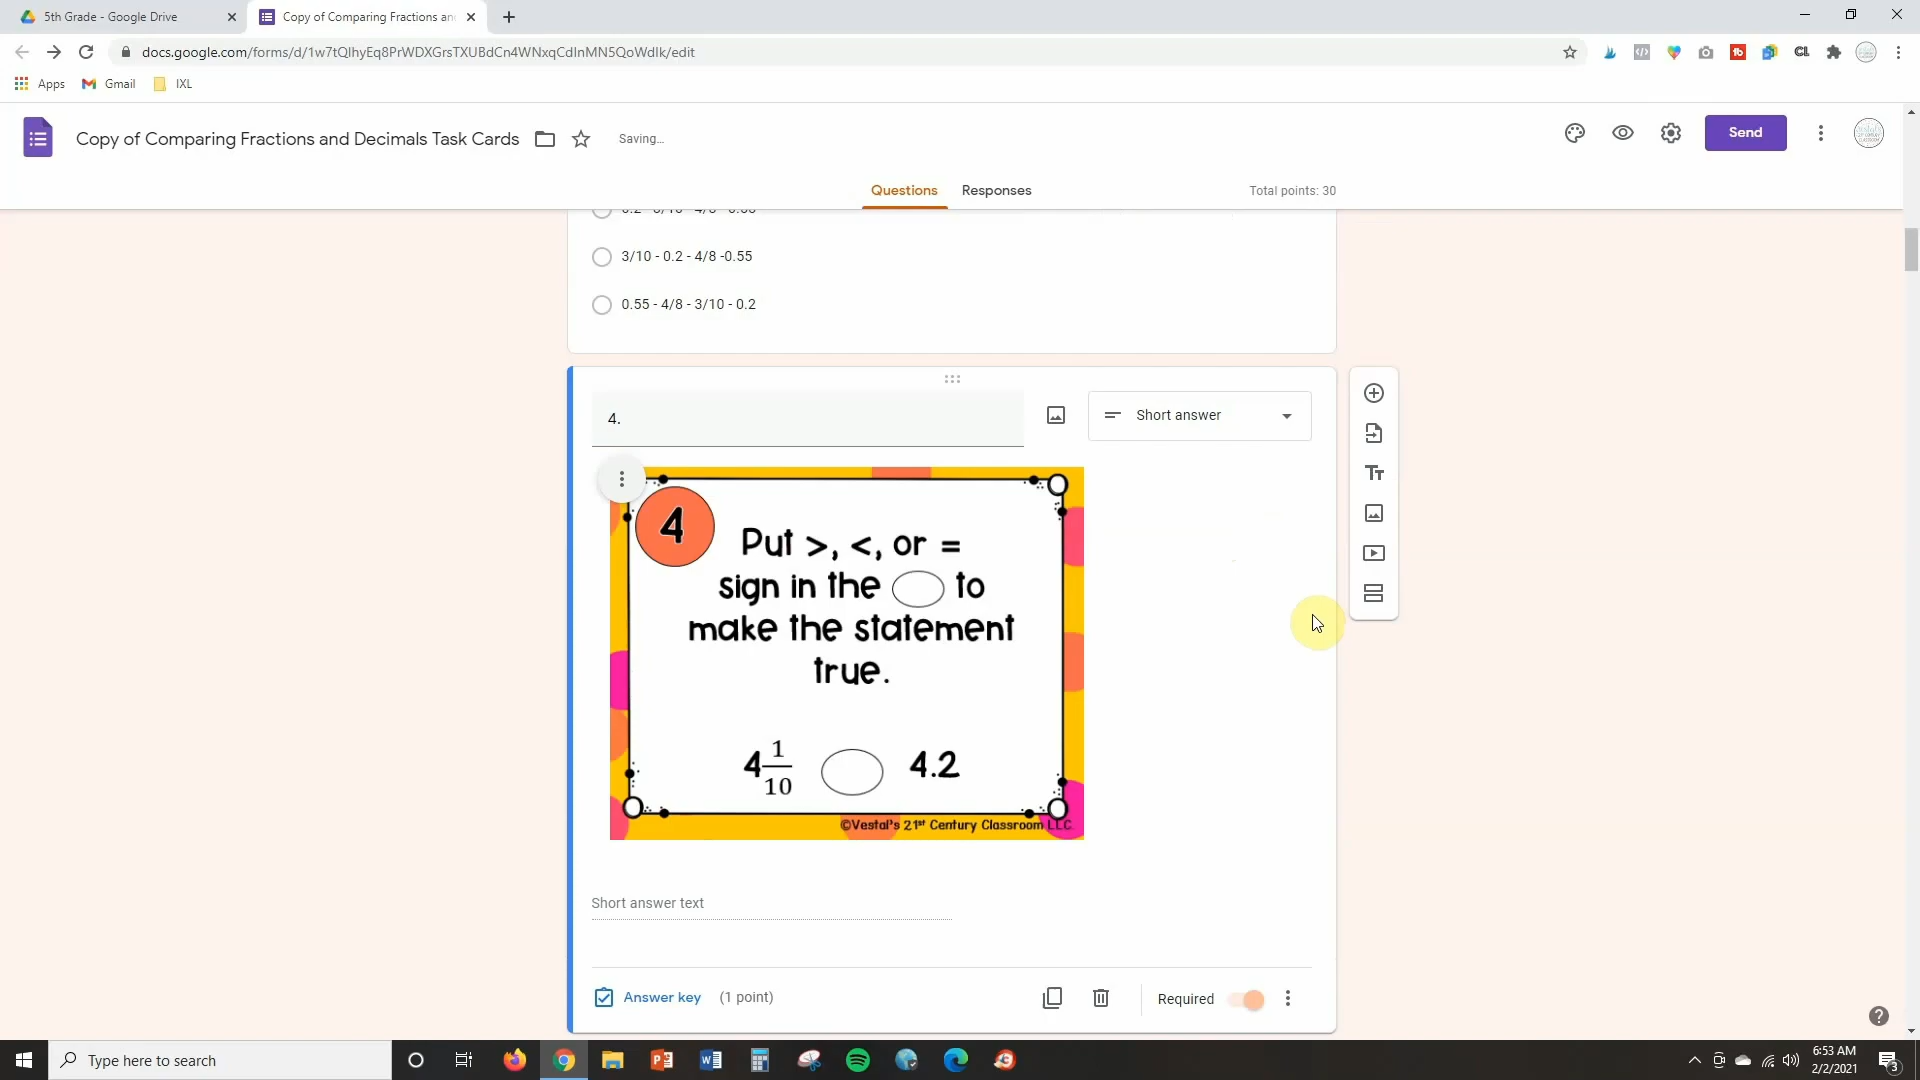 5th Grade - Google Drive
Copy of Comparing Fractions an
docs.google.com/forms/d/1w7tQlhyEq8PrWDXGrsTXUBdCn4WNxqCdInMN5QoWdlk/edit
Apps
Gmail
IXL
Copy of Comparing Fractions and Decimals Task Cards
Saving...
Send
Questions
Responses
Total points: 30
3/10 - 0.2 - 4/8 -0.55
0.55 - 4/8 - 3/10 - 0.2
4.
Short answer
4
Put >, <, or =
sign in the to
make the statement
true.
4 1/10 4.2
©Vestal's 21st Century Classroom LLC
Short answer text
Answer key
(1 point)
Required
Type here to search
6:53 AM
2/2/2021
3